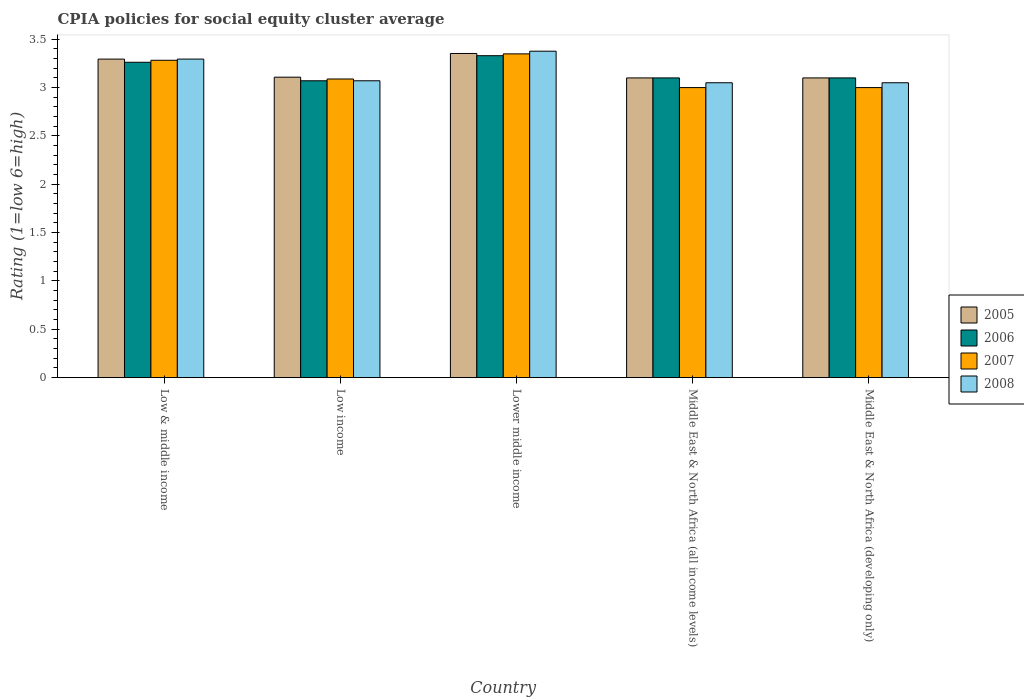 CPIA policies for social equity cluster average
Rating (1=low 6=high)
3.5
3
2.5
2
1.5
1
0.5
0
Low & middle income
Low income
Lower middle income
Middle East & North Africa (all income levels)
Middle East & North Africa (developing only)
Country
2005
2006
2007
2008